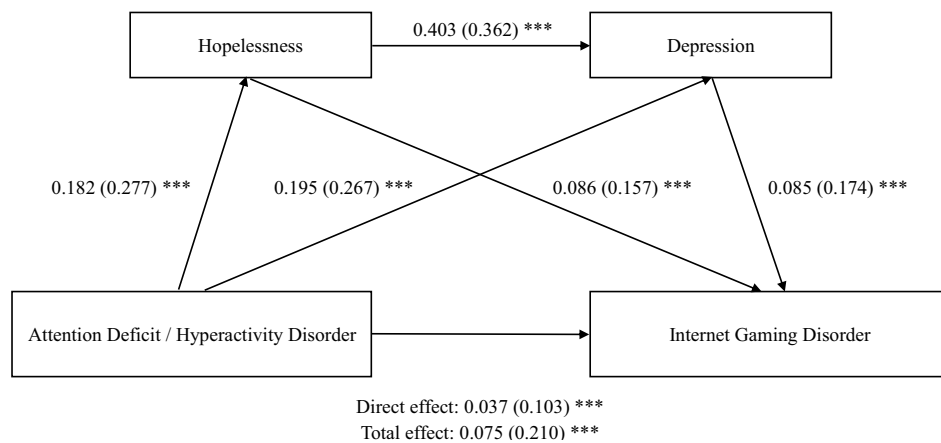 0.403 (0.362) ***
Hopelessness
Depression
0.182 (0.277) ***
0.195 (0.267) ***
0.086 (0.157) ***
0.085 (0.174) ***
Attention Deficit / Hyperactivity Disorder
Internet Gaming Disorder
Direct effect: 0.037 (0.103) ***
Total effect: 0.075 (0.210) ***